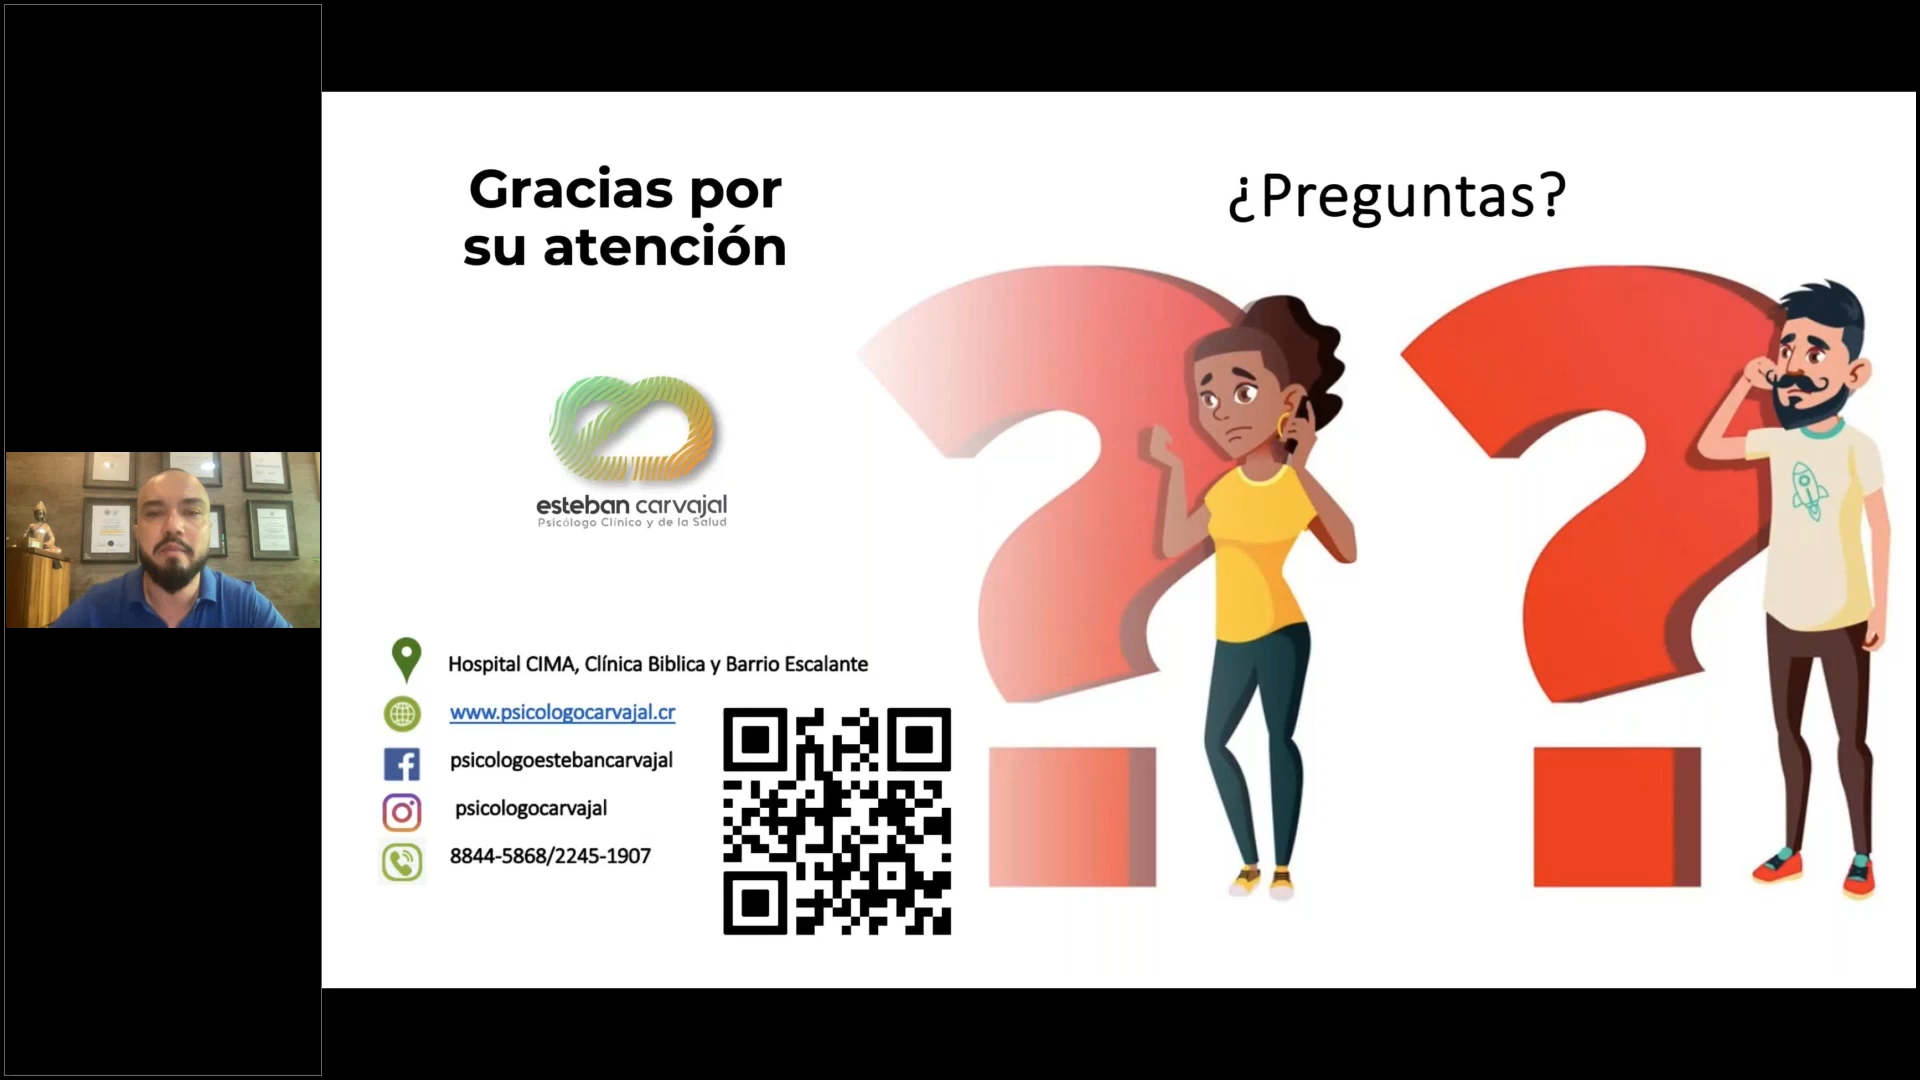 Gracias por
su atención
¿Preguntas?
esteban carvajal
Psicólogo Clínico y de la Salud
Hospital CIMA, Clínica Biblica y Barrio Escalante
www.psicologocarvajal.cr
psicologoestebancarvajal
psicologocarvajal
8844-5868/2245-1907